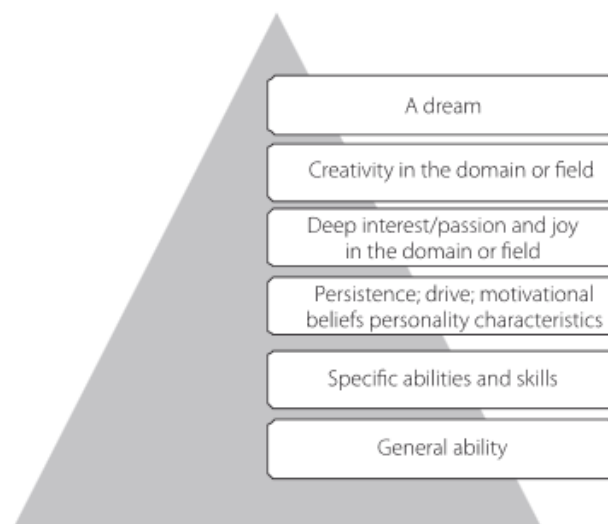 A dream
Creativity in the domain or field
Deep interest/passion and joy
in the domain or field
Persistence; drive; motivational
beliefs personality characteristics
Specific abilities and skills
General ability